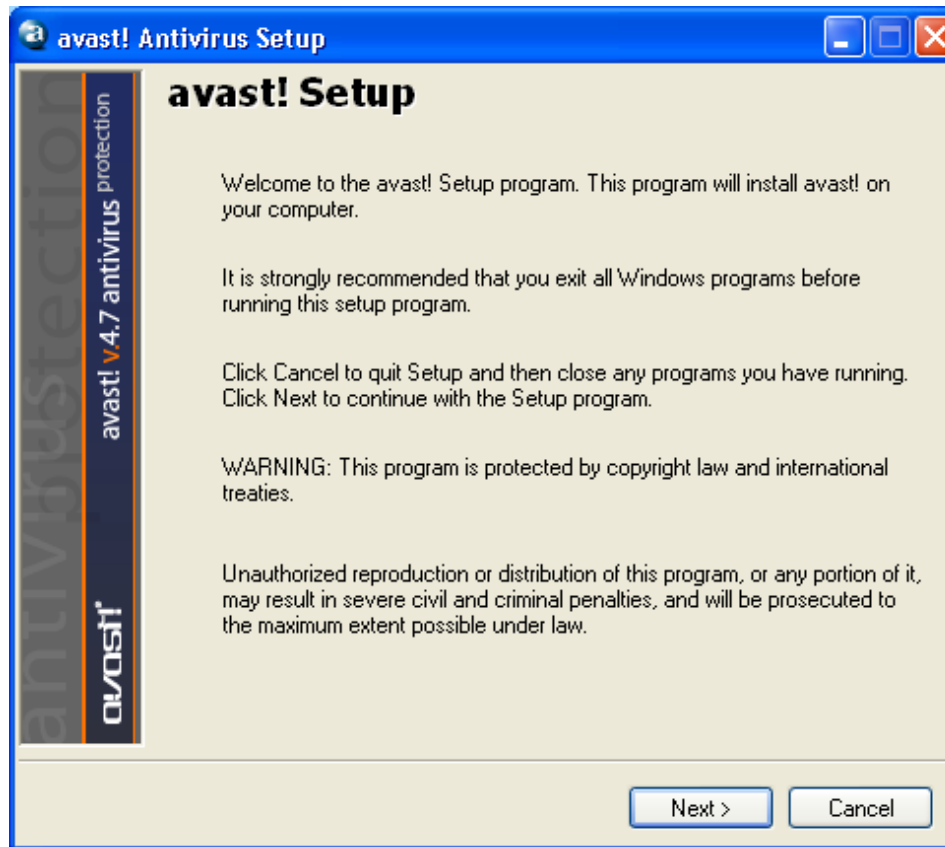 avast! Antivirus Setup
avast! Setup
Welcome to the avast! Setup program. This program will install avast! on
your computer.
It is strongly recommended that you exit all Windows programs before
running this setup program.
Click Cancel to quit Setup and then close any programs you have running.
Click Next to continue with the Setup program.
WARNING: This program is protected by copyright law and international
treaties.
Unauthorized reproduction or distribution of this program, or any portion of it,
may result in severe civil and criminal penalties, and will be prosecuted to
the maximum extent possible under law.
antivirus protection
avast! v.4.7 antivirus protection
avast!
Next >
Cancel